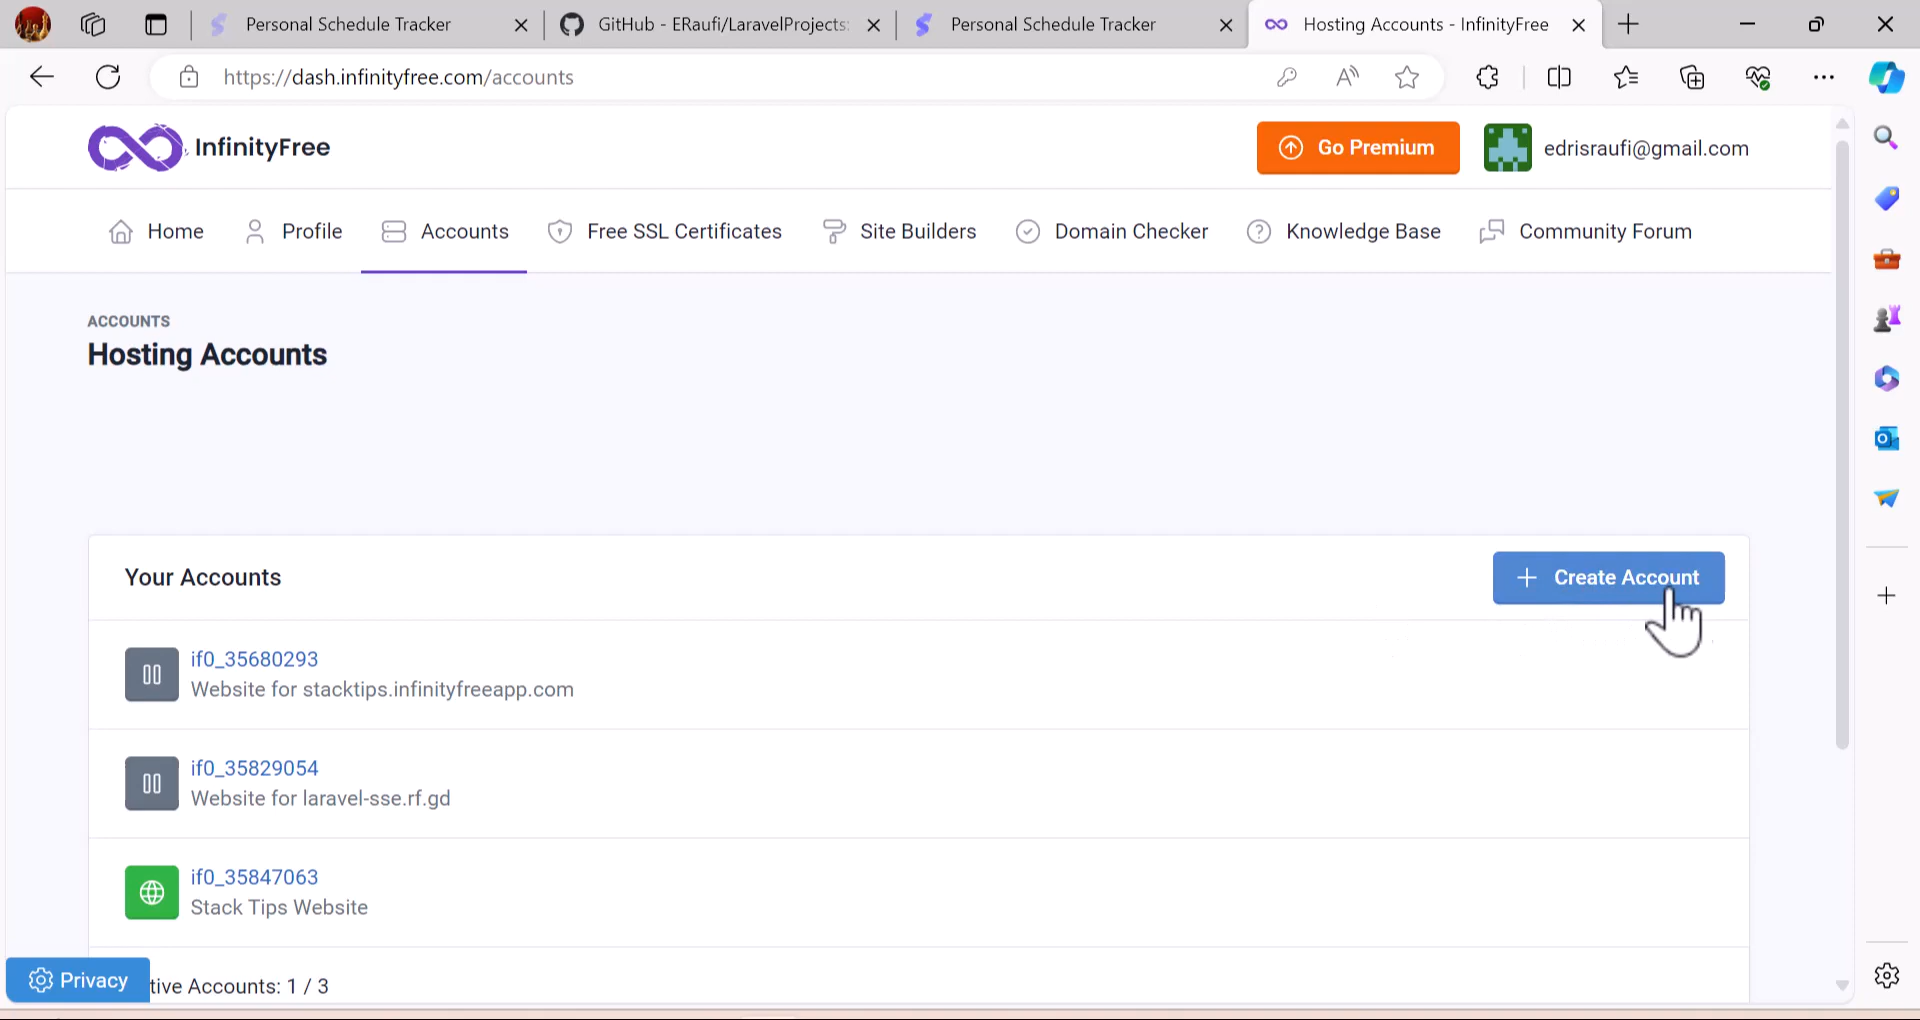 Personal Schedule Tracker
GitHub - ERaufi/LaravelProjects:
Personal Schedule Tracker
Hosting Accounts - InfinityFree
https://dash.infinityfree.com/accounts
InfinityFree
Go Premium
edrisraufi@gmail.com
Home
Profile
Accounts
Free SSL Certificates
Site Builders
Domain Checker
Knowledge Base
Community Forum
ACCOUNTS
Hosting Accounts
Your Accounts
Create Account
if0_35680293
Website for stacktips.infinityfreeapp.com
if0_35829054
Website for laravel-sse.rf.gd
if0_35847063
Stack Tips Website
Privacy
tive Accounts: 1 / 3